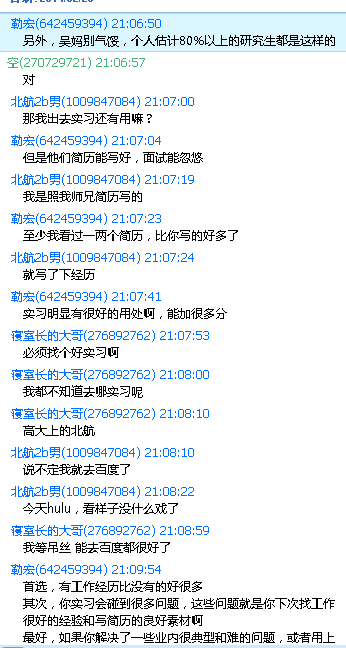 勒宏(642459394) 21:06:50
另外，吴妈别气馁，个人估计80%以上的研究生都是这样的
空(270729721) 21:06:57
对
北航2b男(1009847084) 21:07:00
那我出去实习还有用嘛？
勒宏(642459394) 21:07:04
但是他们简历能写好，面试能忽悠
北航2b男(1009847084) 21:07:19
我是照我师兄简历写的
勒宏(642459394) 21:07:23
至少我看过一两个简历，比你写的好多了
北航2b男(1009847084) 21:07:24
就写了下经历
勒宏(642459394) 21:07:41
实习明显有很好的用处啊，能加很多分
寝室长的大哥(276892762) 21:07:53
必须找个好实习啊
寝室长的大哥(276892762) 21:08:00
我都不知道去哪实习呢
寝室长的大哥(276892762) 21:08:10
高大上的北航
北航2b男(1009847084) 21:08:10
说不定我就去百度了
北航2b男(1009847084) 21:08:22
今天hulu，看样子没什么戏了
寝室长的大哥(276892762) 21:08:59
我等吊丝 能去百度都很好了
勒宏(642459394) 21:09:54
首选，有工作经历比没有的好很多
其次，你实习会碰到很多问题，这些问题就是你下次找工作
很好的经验和写简历的良好素材啊
最好，如果你解决了一些业内很典型和难的问题，或者用上